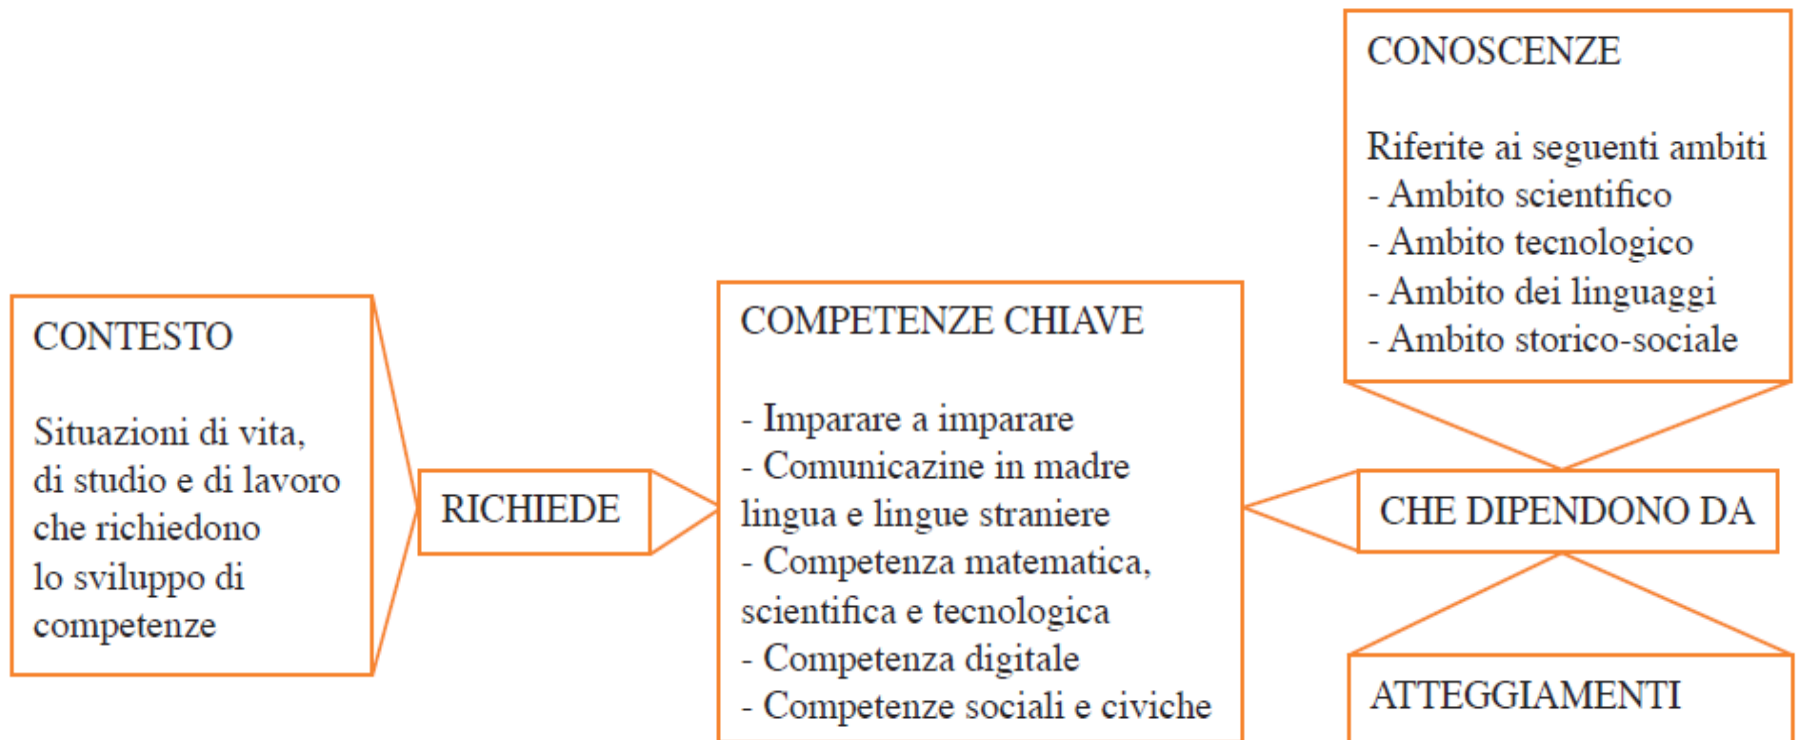 CONTESTO
Situazioni di vita,
di studio e di lavoro
che richiedono
lo sviluppo di
competenze
RICHIEDE
COMPETENZE CHIAVE
- Imparare a imparare
- Comunicazine in madre
lingua e lingue straniere
- Competenza matematica,
scientifica e tecnologica
- Competenza digitale
- Competenze sociali e civiche
CONOSCENZE
Riferite ai seguenti ambiti
- Ambito scientifico
- Ambito tecnologico
- Ambito dei linguaggi
- Ambito storico-sociale
CHE DIPENDONO DA
ATTEGGIAMENTI